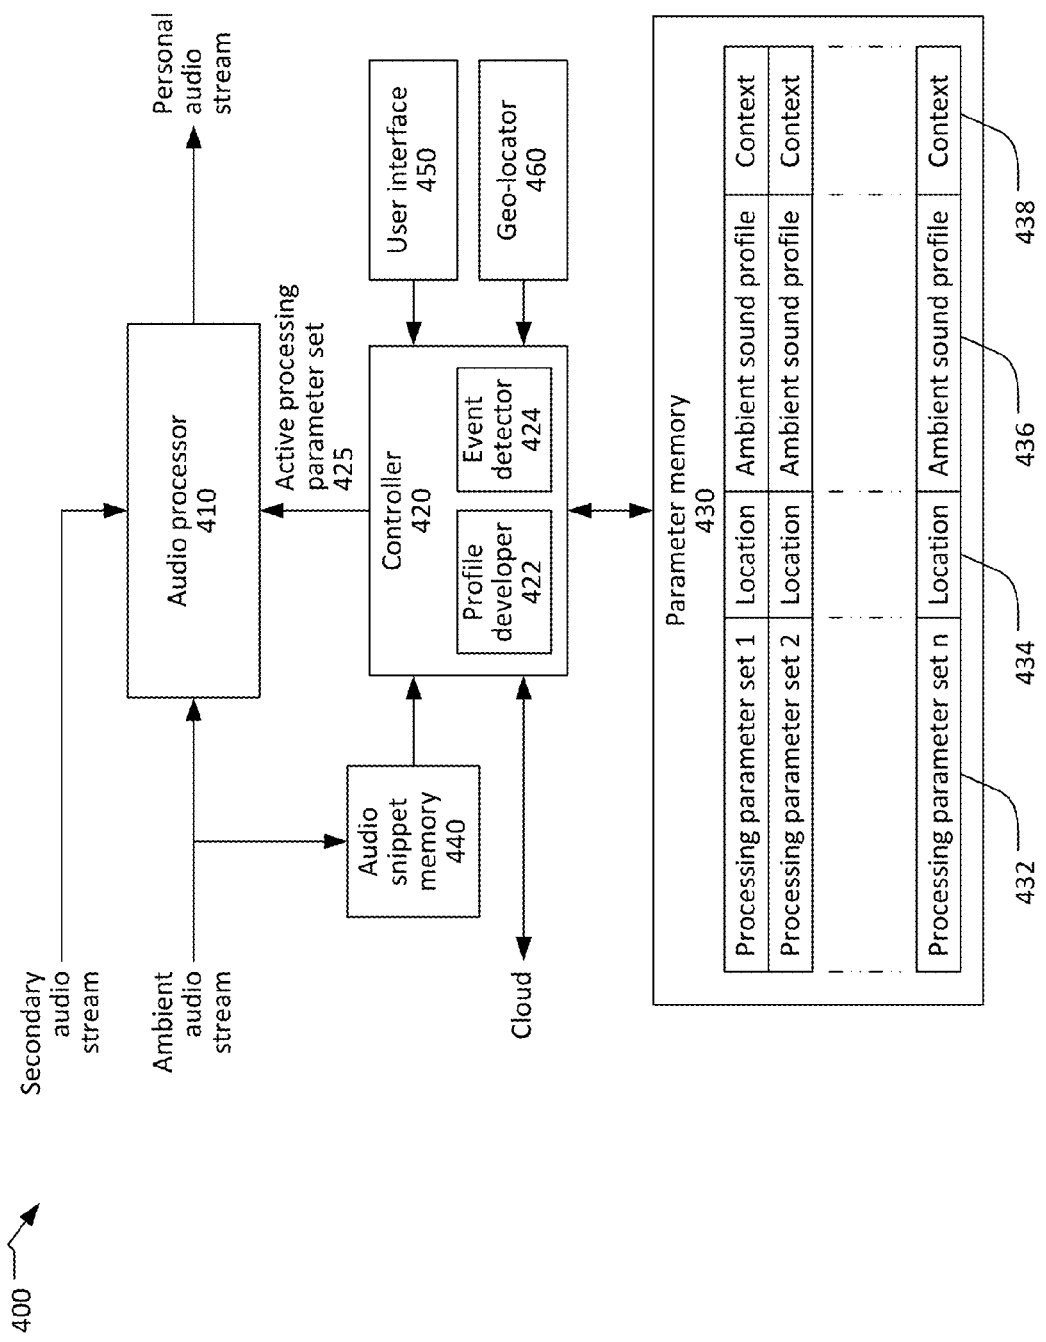 400
Secondary
audio
stream
Ambient
audio
stream
Personal
audio
stream
Audio processor
410
Active processing
parameter set
425
Audio
snippet
memory
440
Controller
420
Profile
developer
422
Event
detector
424
User interface
450
Geo-locator
460
Cloud
Parameter memory
430
Processing parameter set 1 Location Ambient sound profile Context
Processing parameter set 2 Location Ambient sound profile Context
Processing parameter set n Location Ambient sound profile Context
432 434 436 438